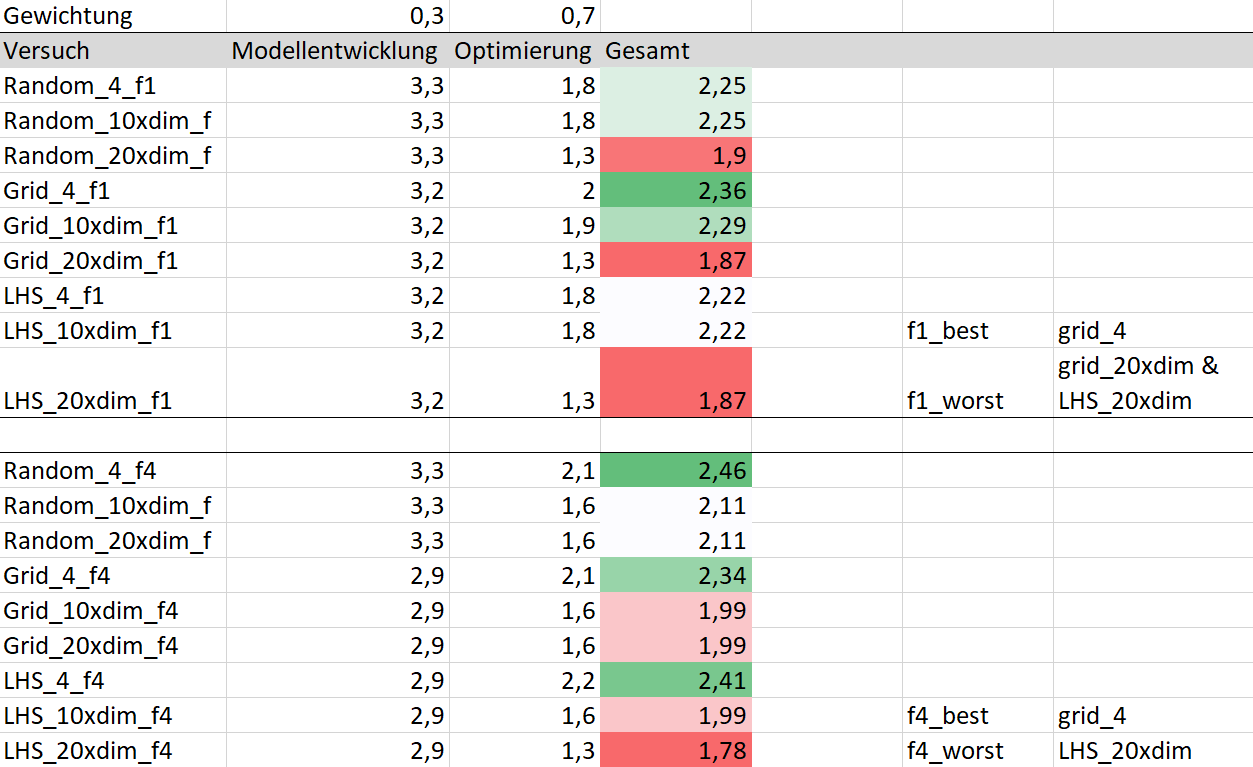 Gewichtung 0,3 0,7
Versuch Modellentwicklung Optimierung Gesamt
Random_4_f1 3,3 1,8 2,25
Random_10xdim_f 3,3 1,8 2,25
Random_20xdim_f 3,3 1,3 1,9
Grid_4_f1 3,2 2 2,36
Grid_10xdim_f1 3,2 1,9 2,29
Grid_20xdim_f1 3,2 1,3 1,87
LHS_4_f1 3,2 1,8 2,22
LHS_10xdim_f1 3,2 1,8 2,22 f1_best grid_4
grid_20xdim &
LHS_20xdim_f1 3,2 1,3 1,87 f1_worst LHS_20xdim
Random_4_f4 3,3 2,1 2,46
Random_10xdim_f 3,3 1,6 2,11
Random_20xdim_f 3,3 1,6 2,11
Grid_4_f4 2,9 2,1 2,34
Grid_10xdim_f4 2,9 1,6 1,99
Grid_20xdim_f4 2,9 1,6 1,99
LHS_4_f4 2,9 2,2 2,41
LHS_10xdim_f4 2,9 1,6 1,99 f4_best grid_4
LHS_20xdim_f4 2,9 1,3 1,78 f4_worst LHS_20xdim